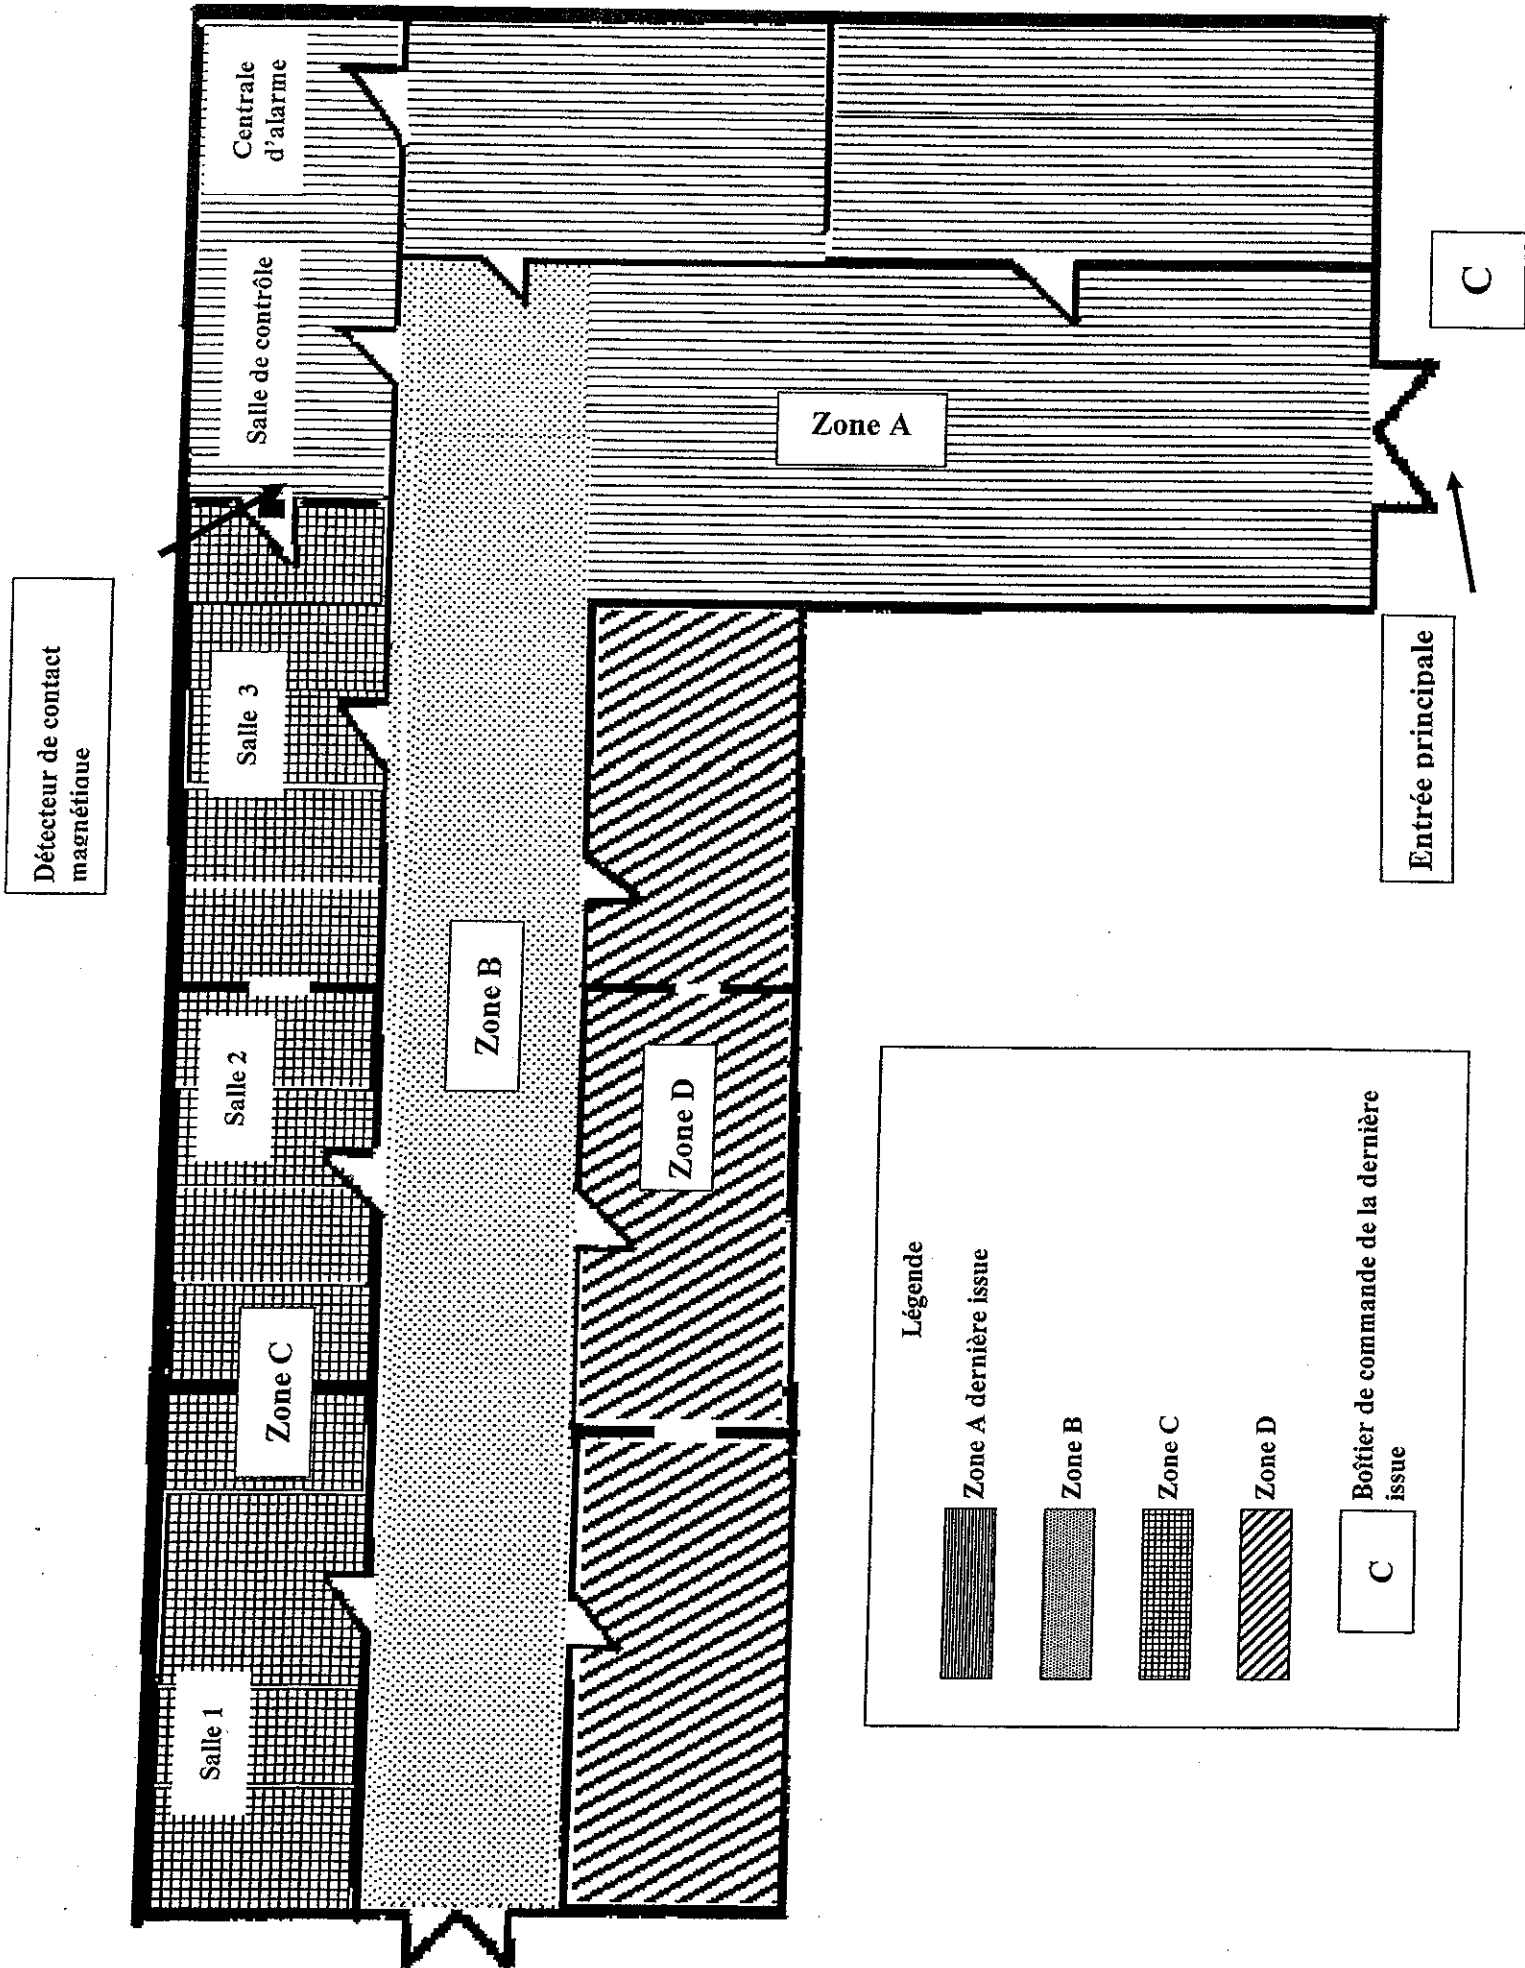 Détecteur de contact
magnétique
Centrale
d'alarme
Salle de contrôle
Salle 3
Salle 2
Zone C
Salle 1
Zone B
Zone A
Zone D
C
Entrée principale
Légende
Zone A dernière issue
Zone B
Zone C
Zone D
C
Boîtier de commande de la dernière
issue